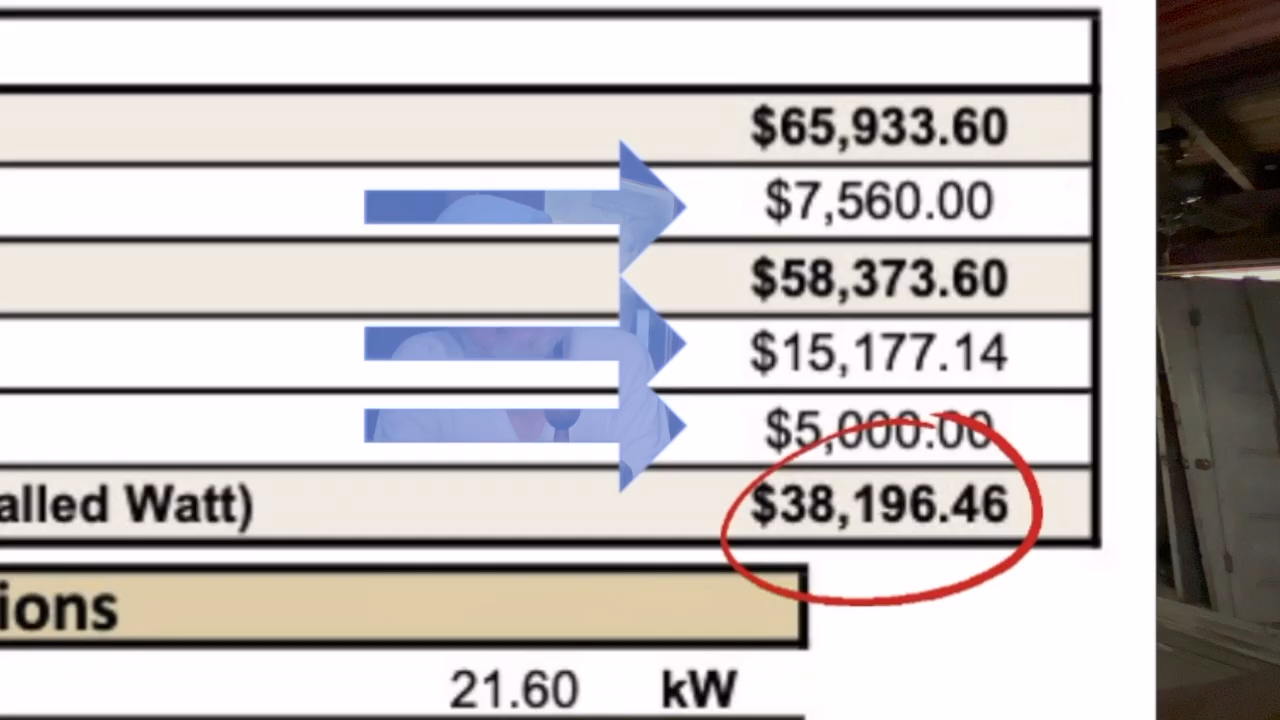 $65,933.60
$7,560.00
$58,373.60
$15,177.14
$5,000.00
alled Watt) $38,196.46
ions
21.60 kW